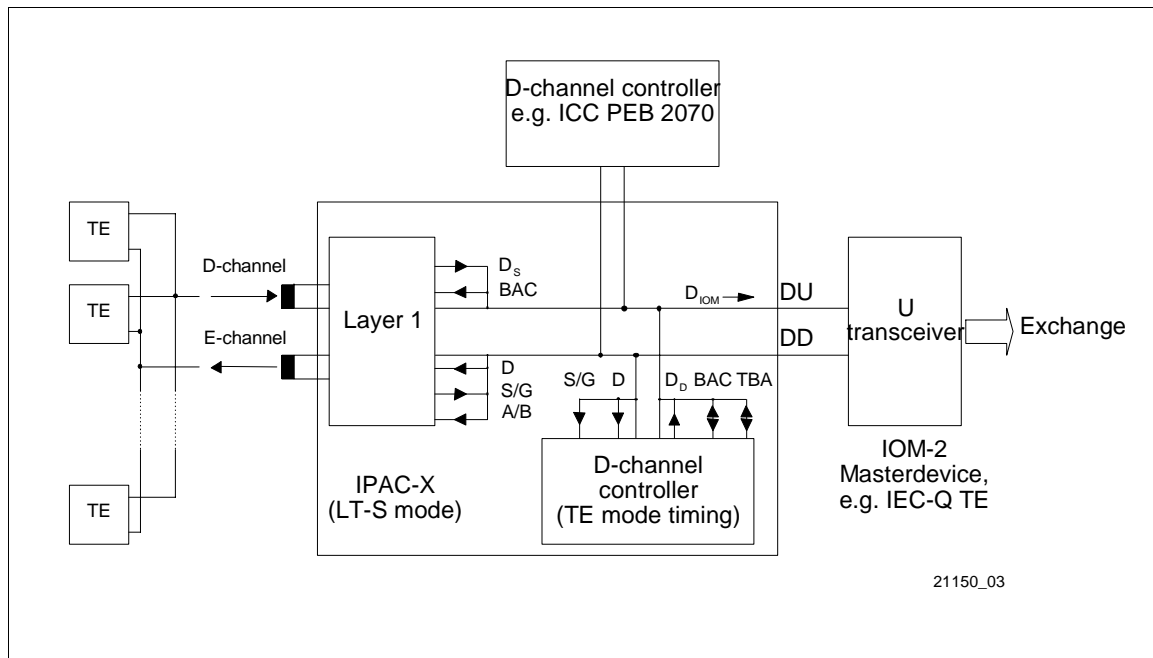 D-channel controller
e.g. ICC PEB 2070
TE
TE
TE
D-channel
E-channel
Layer 1
DS
BAC
D
S/G
A/B
DIOM
DU
DD
S/G D DD BAC TBA
D-channel
controller
(TE mode timing)
IPAC-X
(LT-S mode)
U
transceiver
Exchange
IOM-2
Masterdevice,
e.g. IEC-Q TE
21150_03